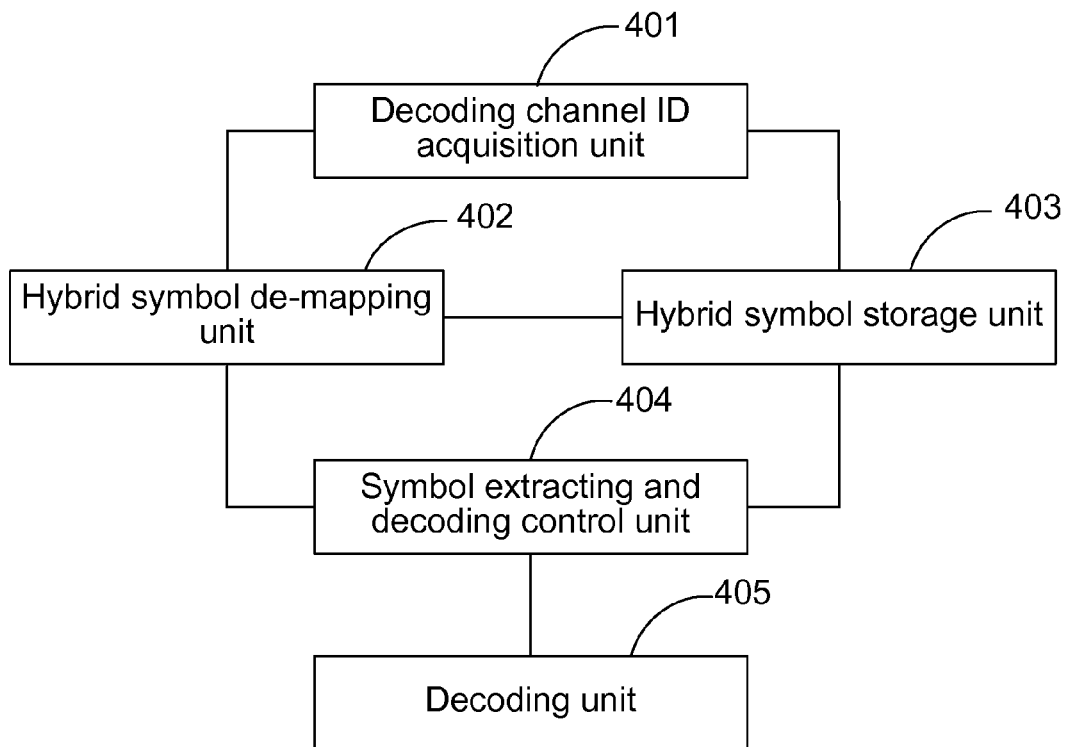 401
Decoding channel ID
acquisition unit
402
403
Hybrid symbol de-mapping
unit
Hybrid symbol storage unit
404
Symbol extracting and
decoding control unit
405
Decoding unit